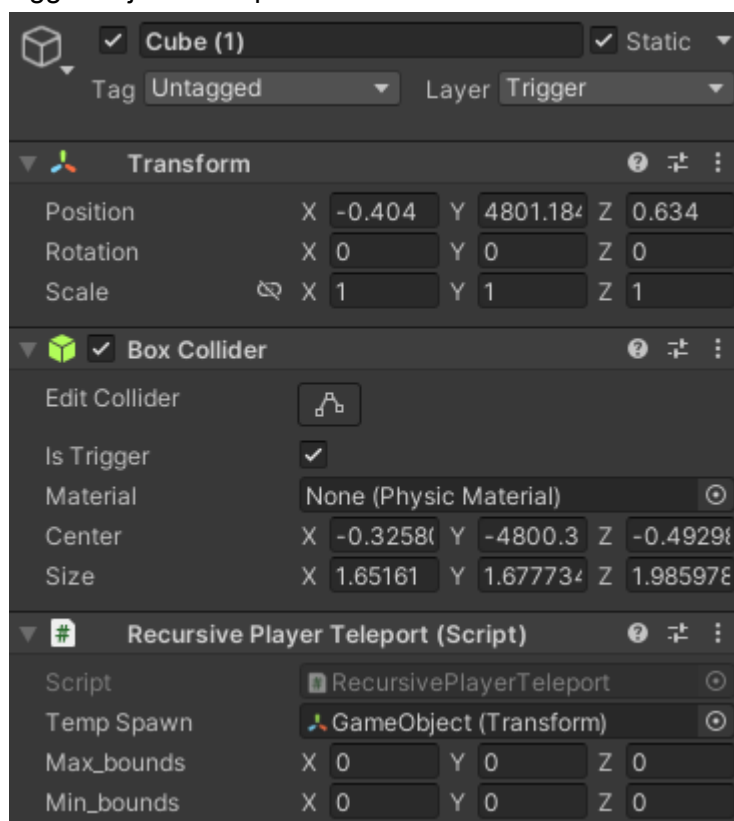 Cube (1) Static
Tag Untagged Layer Trigger
Transform
Position X -0.404 Y 4801.184 Z 0.634
Rotation X 0 Y 0 Z 0
Scale X 1 Y 1 Z 1
Box Collider
Edit Collider
Is Trigger
Material None (Physic Material)
Center X -0.3258( Y -4800.3 Z -0.4929
Size X 1.65161 Y 1.677734 Z 1.985978
# Recursive Player Teleport (Script)
Script RecursivePlayerTeleport
Temp Spawn GameObject (Transform)
Max_bounds X 0 Y 0 Z 0
Min_bounds X 0 Y 0 Z 0